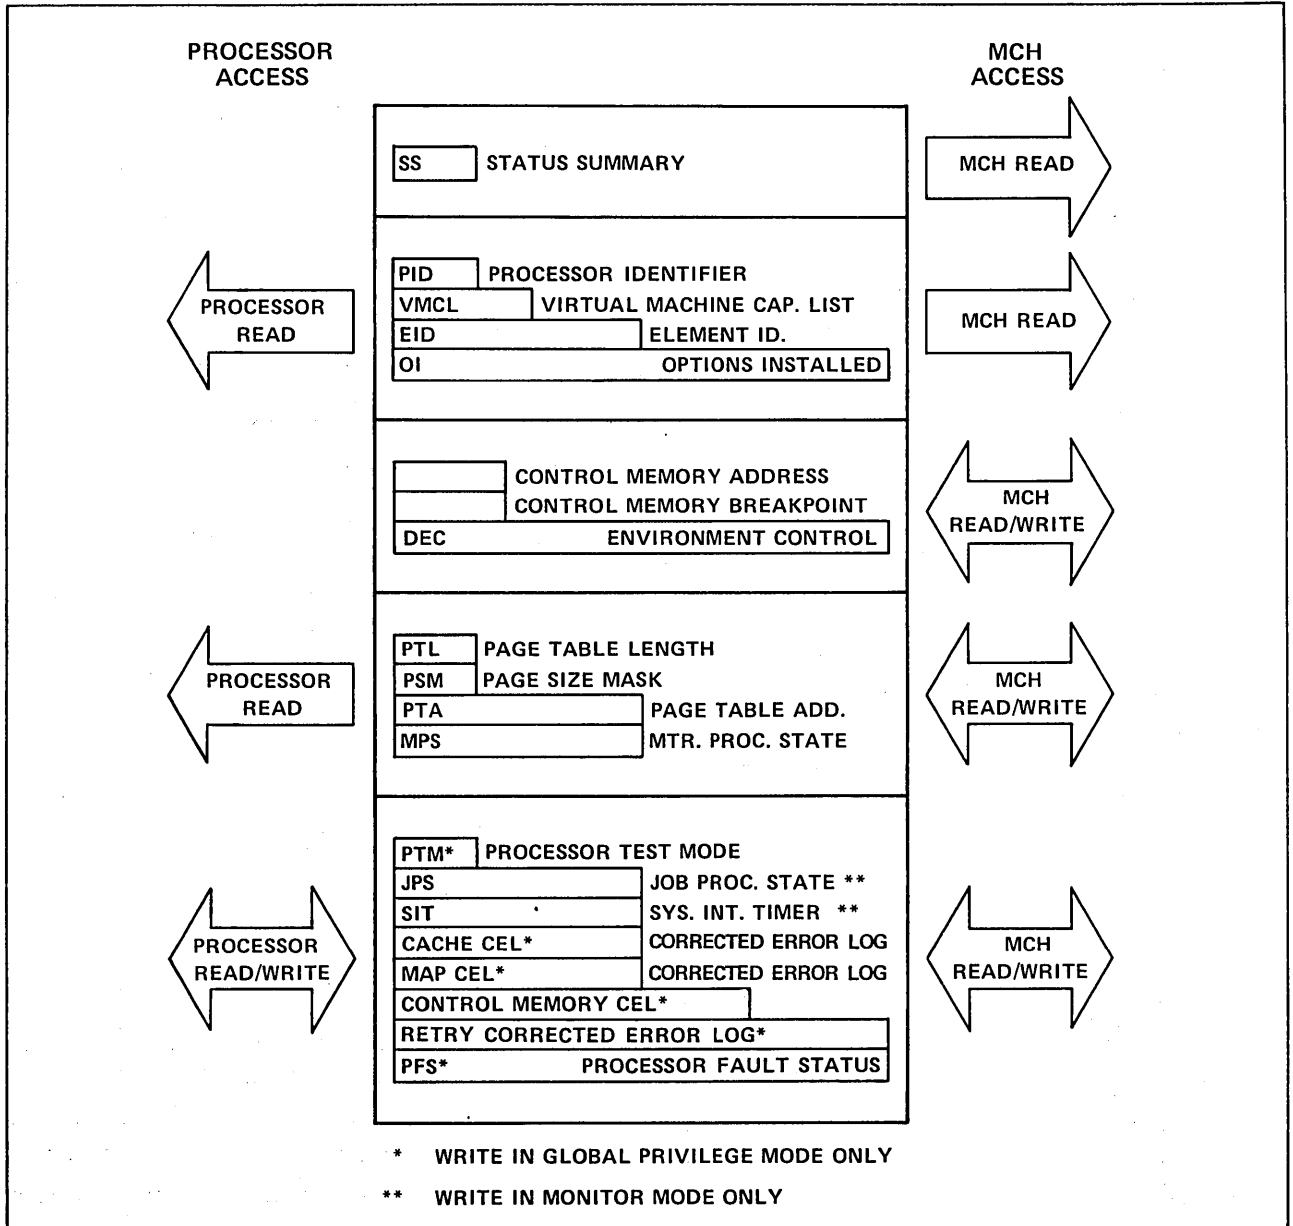 PROCESSOR
ACCESS
MCH
ACCESS
SS STATUS SUMMARY
MCH READ
PID PROCESSOR IDENTIFIER
VMCL VIRTUAL MACHINE CAP. LIST
EID ELEMENT ID.
OI OPTIONS INSTALLED
PROCESSOR
READ
MCH READ
CONTROL MEMORY ADDRESS
CONTROL MEMORY BREAKPOINT
DEC ENVIRONMENT CONTROL
MCH
READ/WRITE
PTL PAGE TABLE LENGTH
PSM PAGE SIZE MASK
PTA PAGE TABLE ADD.
MPS MTR. PROC. STATE
PROCESSOR
READ
MCH
READ/WRITE
PTM* PROCESSOR TEST MODE
JPS JOB PROC. STATE **
SIT SYS. INT. TIMER **
CACHE CEL* CORRECTED ERROR LOG
MAP CEL* CORRECTED ERROR LOG
CONTROL MEMORY CEL*
RETRY CORRECTED ERROR LOG*
PFS* PROCESSOR FAULT STATUS
PROCESSOR
READ/WRITE
MCH
READ/WRITE
* WRITE IN GLOBAL PRIVILEGE MODE ONLY
** WRITE IN MONITOR MODE ONLY